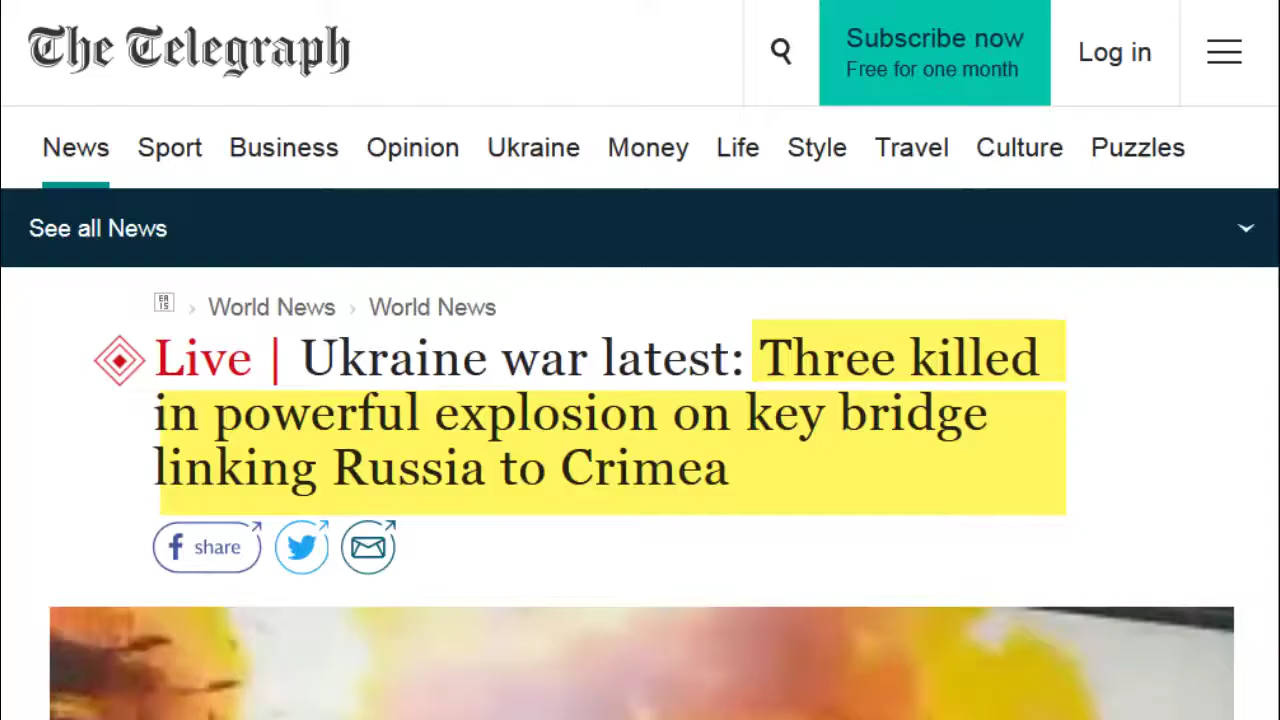 The Telegraph
Subscribe now
Free for one month
Log in
News Sport Business Opinion Ukraine Money Life Style Travel Culture Puzzles
See all News
World News › World News
Live | Ukraine war latest: Three killed
in powerful explosion on key bridge
linking Russia to Crimea
share